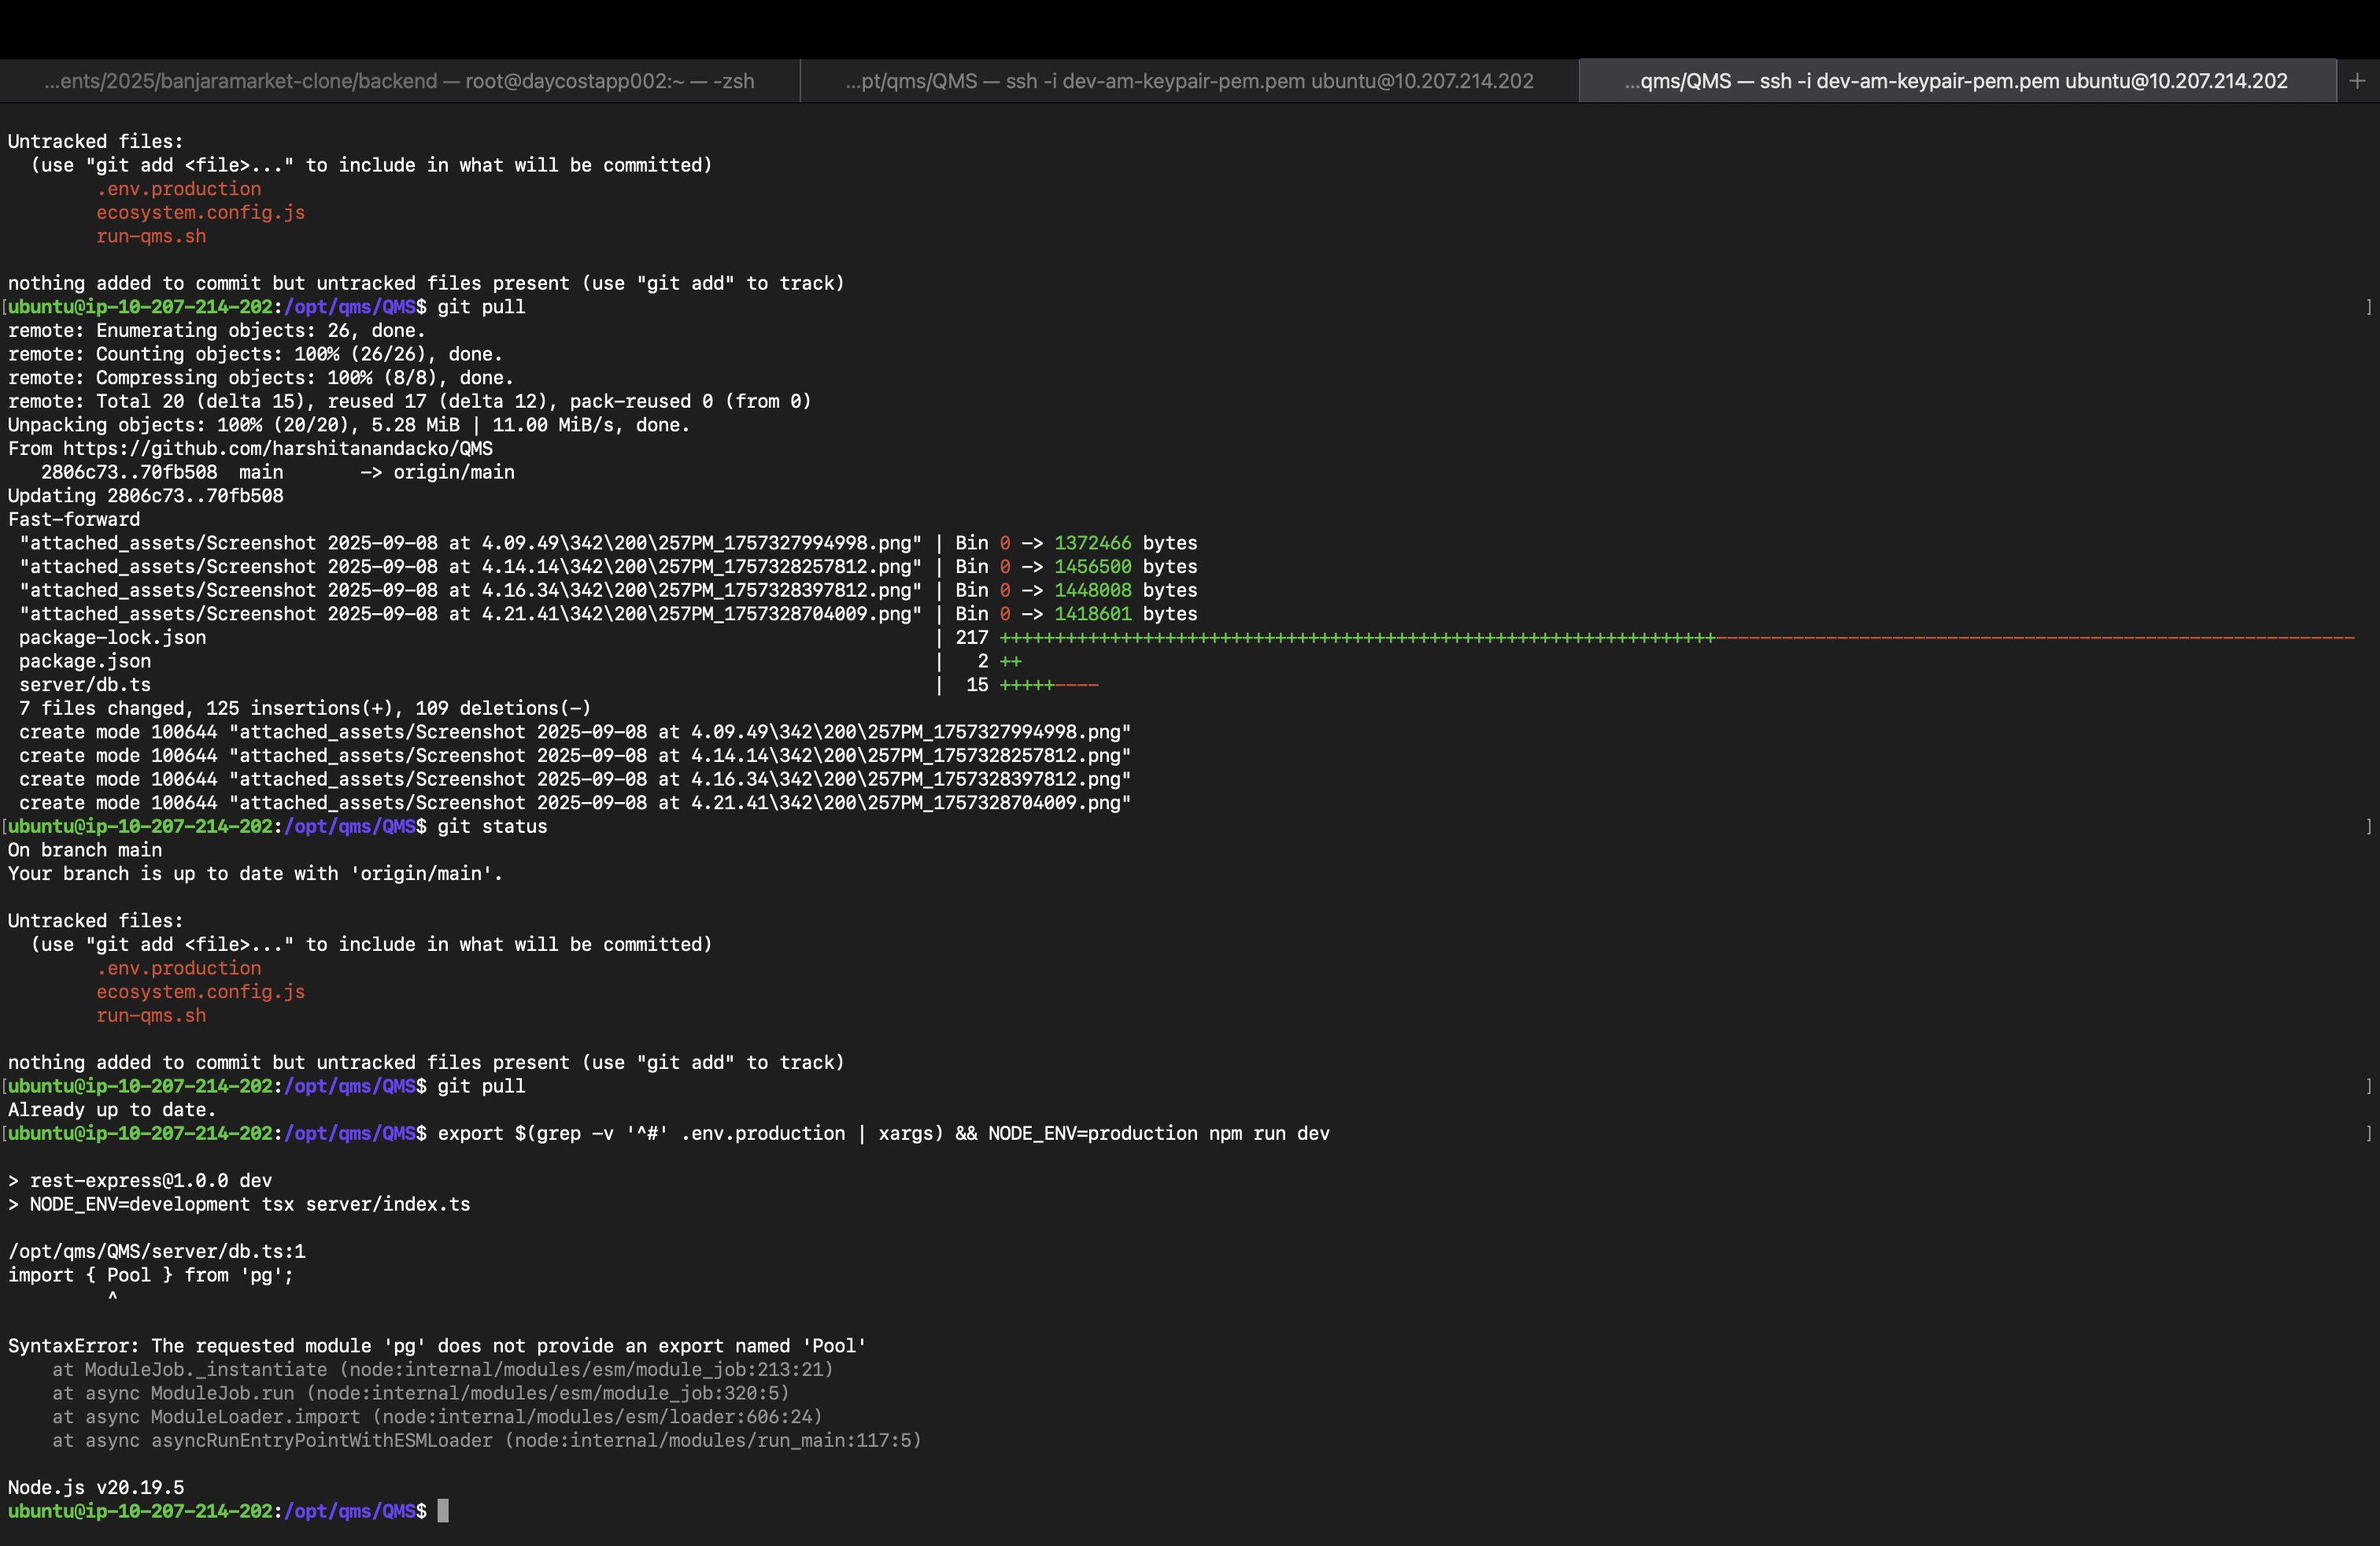 ...ents/2025/banjaramarket-clone/backend — root@daycostapp002:~ — -zsh
...pt/qms/QMS — ssh -i dev-am-keypair-pem.pem ubuntu@10.207.214.202
...qms/QMS — ssh -i dev-am-keypair-pem.pem ubuntu@10.207.214.202
+
Untracked files:
  (use "git add <file>..." to include in what will be committed)
        .env.production
        ecosystem.config.js
        run-qms.sh
nothing added to commit but untracked files present (use "git add" to track)
[ubuntu@ip-10-207-214-202:/opt/qms/QMS$ git pull ]
remote: Enumerating objects: 26, done.
remote: Counting objects: 100% (26/26), done.
remote: Compressing objects: 100% (8/8), done.
remote: Total 20 (delta 15), reused 17 (delta 12), pack-reused 0 (from 0)
Unpacking objects: 100% (20/20), 5.28 MiB | 11.00 MiB/s, done.
From https://github.com/harshitanandacko/QMS
   2806c73..70fb508  main       -> origin/main
Updating 2806c73..70fb508
Fast-forward
 "attached_assets/Screenshot 2025-09-08 at 4.09.49\342\200\257PM_1757327994998.png" | Bin 0 -> 1372466 bytes
 "attached_assets/Screenshot 2025-09-08 at 4.14.14\342\200\257PM_1757328257812.png" | Bin 0 -> 1456500 bytes
 "attached_assets/Screenshot 2025-09-08 at 4.16.34\342\200\257PM_1757328397812.png" | Bin 0 -> 1448008 bytes
 "attached_assets/Screenshot 2025-09-08 at 4.21.41\342\200\257PM_1757328704009.png" | Bin 0 -> 1418601 bytes
 package-lock.json | 217 +++++++++++++++++++++++++++++++++++++++++++++++++++++++++++++++++----------------------------------------------------------
 package.json | 2 ++
 server/db.ts | 15 +++++----
 7 files changed, 125 insertions(+), 109 deletions(-)
 create mode 100644 "attached_assets/Screenshot 2025-09-08 at 4.09.49\342\200\257PM_1757327994998.png"
 create mode 100644 "attached_assets/Screenshot 2025-09-08 at 4.14.14\342\200\257PM_1757328257812.png"
 create mode 100644 "attached_assets/Screenshot 2025-09-08 at 4.16.34\342\200\257PM_1757328397812.png"
 create mode 100644 "attached_assets/Screenshot 2025-09-08 at 4.21.41\342\200\257PM_1757328704009.png"
[ubuntu@ip-10-207-214-202:/opt/qms/QMS$ git status ]
On branch main
Your branch is up to date with 'origin/main'.
Untracked files:
  (use "git add <file>..." to include in what will be committed)
        .env.production
        ecosystem.config.js
        run-qms.sh
nothing added to commit but untracked files present (use "git add" to track)
[ubuntu@ip-10-207-214-202:/opt/qms/QMS$ git pull ]
Already up to date.
[ubuntu@ip-10-207-214-202:/opt/qms/QMS$ export $(grep -v '^#' .env.production | xargs) && NODE_ENV=production npm run dev ]
> rest-express@1.0.0 dev
> NODE_ENV=development tsx server/index.ts
/opt/qms/QMS/server/db.ts:1
import { Pool } from 'pg';
         ^
SyntaxError: The requested module 'pg' does not provide an export named 'Pool'
    at ModuleJob._instantiate (node:internal/modules/esm/module_job:213:21)
    at async ModuleJob.run (node:internal/modules/esm/module_job:320:5)
    at async ModuleLoader.import (node:internal/modules/esm/loader:606:24)
    at async asyncRunEntryPointWithESMLoader (node:internal/modules/run_main:117:5)
Node.js v20.19.5
ubuntu@ip-10-207-214-202:/opt/qms/QMS$